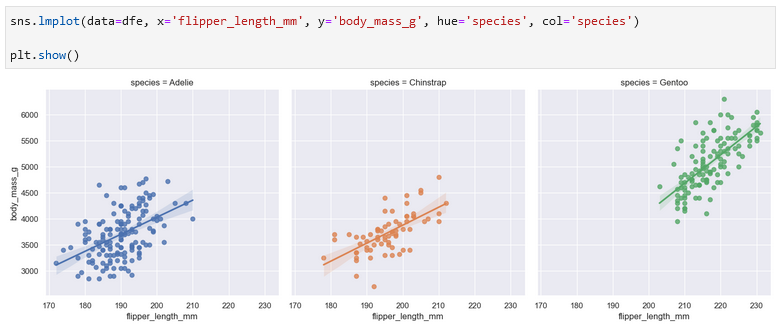 sns.lmplot(data=dfe, x='flipper_length_mm', y='body_mass_g', hue='species', col='species')
plt.show()
species = Adelie
species = Chinstrap
species = Gentoo
body_mass_g
6000
5500
5000
4500
4000
3500
3000
170 180 190 200 210 220 230
170 180 190 200 210 220 230
170 180 190 200 210 220 230
flipper_length_mm
flipper_length_mm
flipper_length_mm